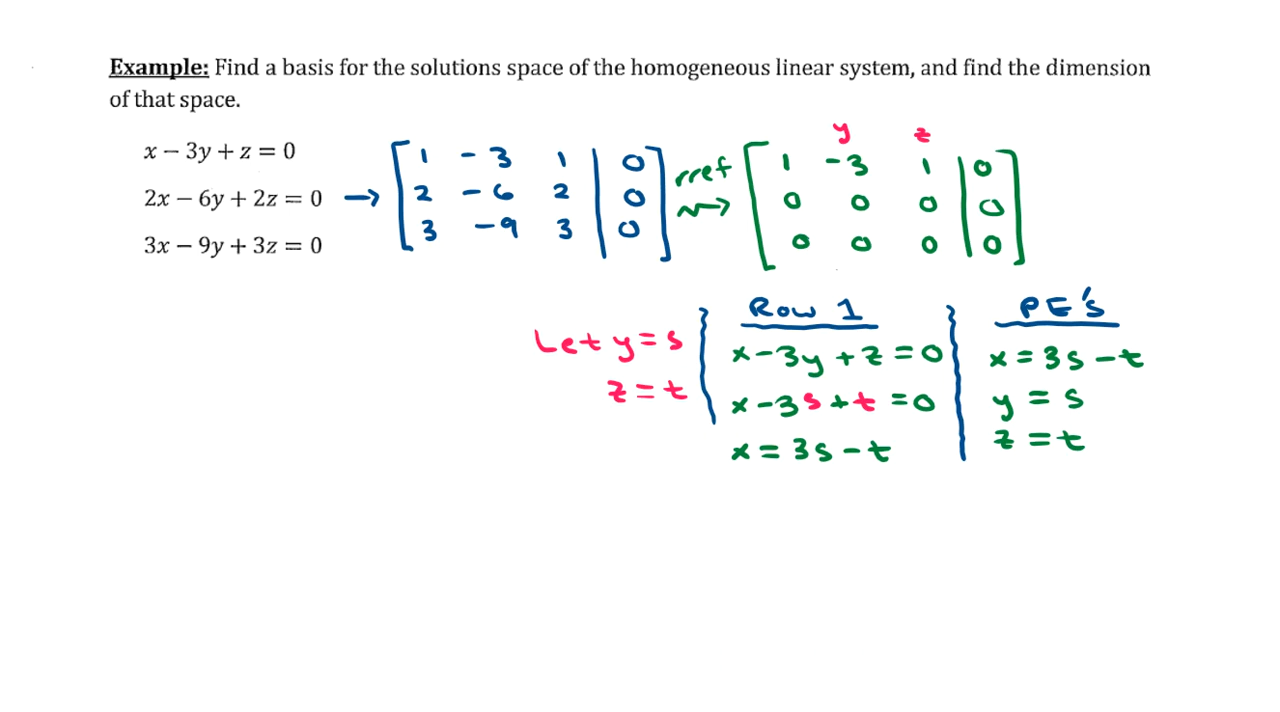 Example: Find a basis for the solutions space of the homogeneous linear system, and find the dimension
of that space.
x − 3y + z = 0
2x − 6y + 2z = 0 →
3x − 9y + 3z = 0
1 -3 1 | 0
2 -6 2 | 0
3 -9 3 | 0
rref
y z
1 -3 1 | 0
0 0 0 | 0
0 0 0 | 0
Let y = s
z = t
Row 1
x - 3y + z = 0
x - 3s + t = 0
x = 3s - t
PE's
x = 3s - t
y = s
z = t